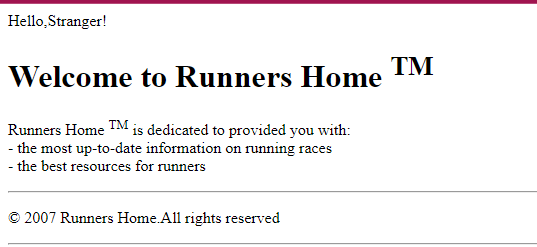 Hello,Stranger!
Welcome to Runners Home TM
Runners Home TM is dedicated to provided you with:
- the most up-to-date information on running races
- the best resources for runners
© 2007 Runners Home.All rights reserved